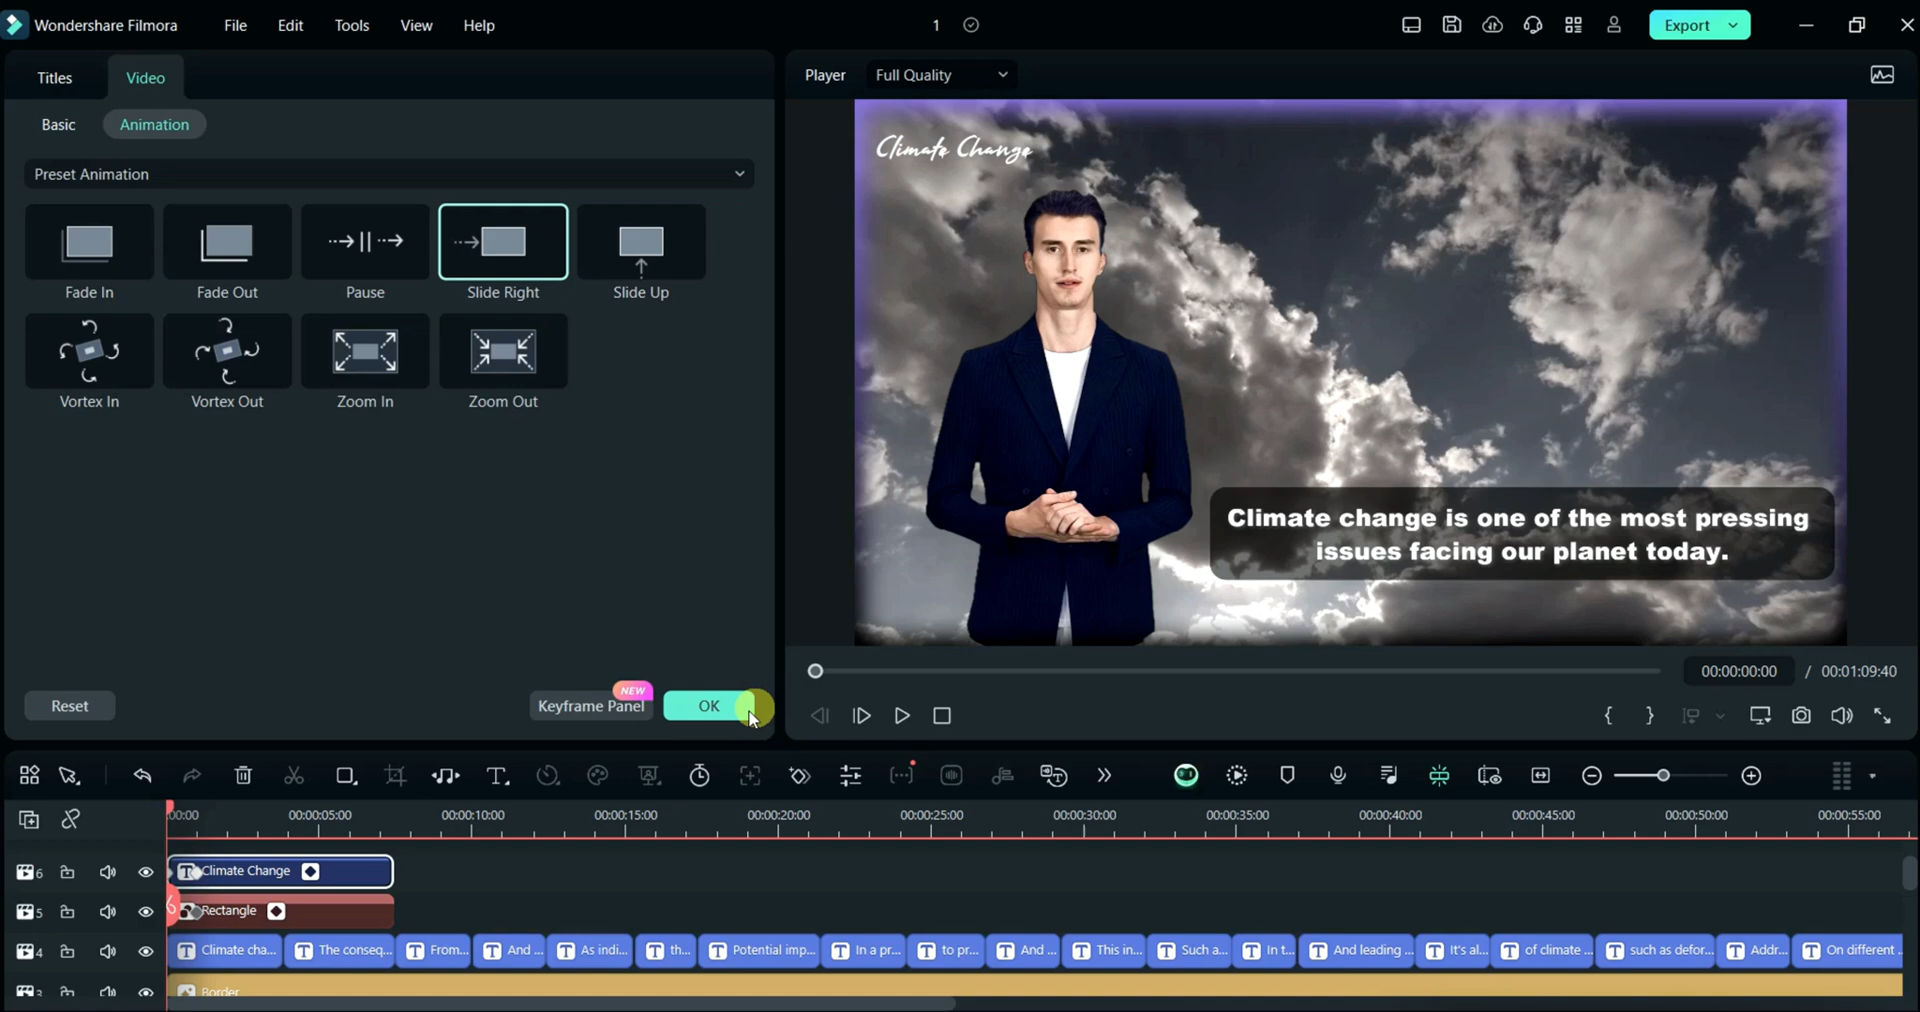 Wondershare Filmora
File
Edit
Tools
View
Help
1
Export
Titles
Video
Player
Full Quality
Basic
Animation
Preset Animation
Fade In
Fade Out
Pause
Slide Right
Slide Up
Vortex In
Vortex Out
Zoom In
Zoom Out
Climate Change
Climate change is one of the most pressing
issues facing our planet today.
Reset
NEW
Keyframe Panel
OK
00:00:00:00 / 00:01:09:40
:00:00
00:00:05:00
00:00:10:00
00:00:15:00
00:00:20:00
00:00:25:00
00:00:30:00
00:00:35:00
00:00:40:00
00:00:45:00
00:00:50:00
00:00:55:00
6
Climate Change
5
Rectangle
4
Climate cha...
The conseq...
From...
And ...
As indi...
th...
Potential imp...
In a pr...
to pr...
And ...
This in...
Such a...
In t...
And leading ...
It's al...
of climate ...
such as defor...
Addr...
On different ...
3
Border